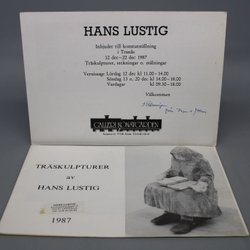 HANS LUSTIG
Inbjuder till konstutställning
i Tranås
12 dec—22 dec 1987
Träskulpturer, teckningar o. målningar
Vernissage Lördag 12 dec kl 11.00 - 14.00
Söndag 13 o. 20 dec kl 14.00 - 18.00
Vardagar kl 09.30 - 18.00
Välkommen
TRÄSKULPTURER
av
HANS LUSTIG
1987